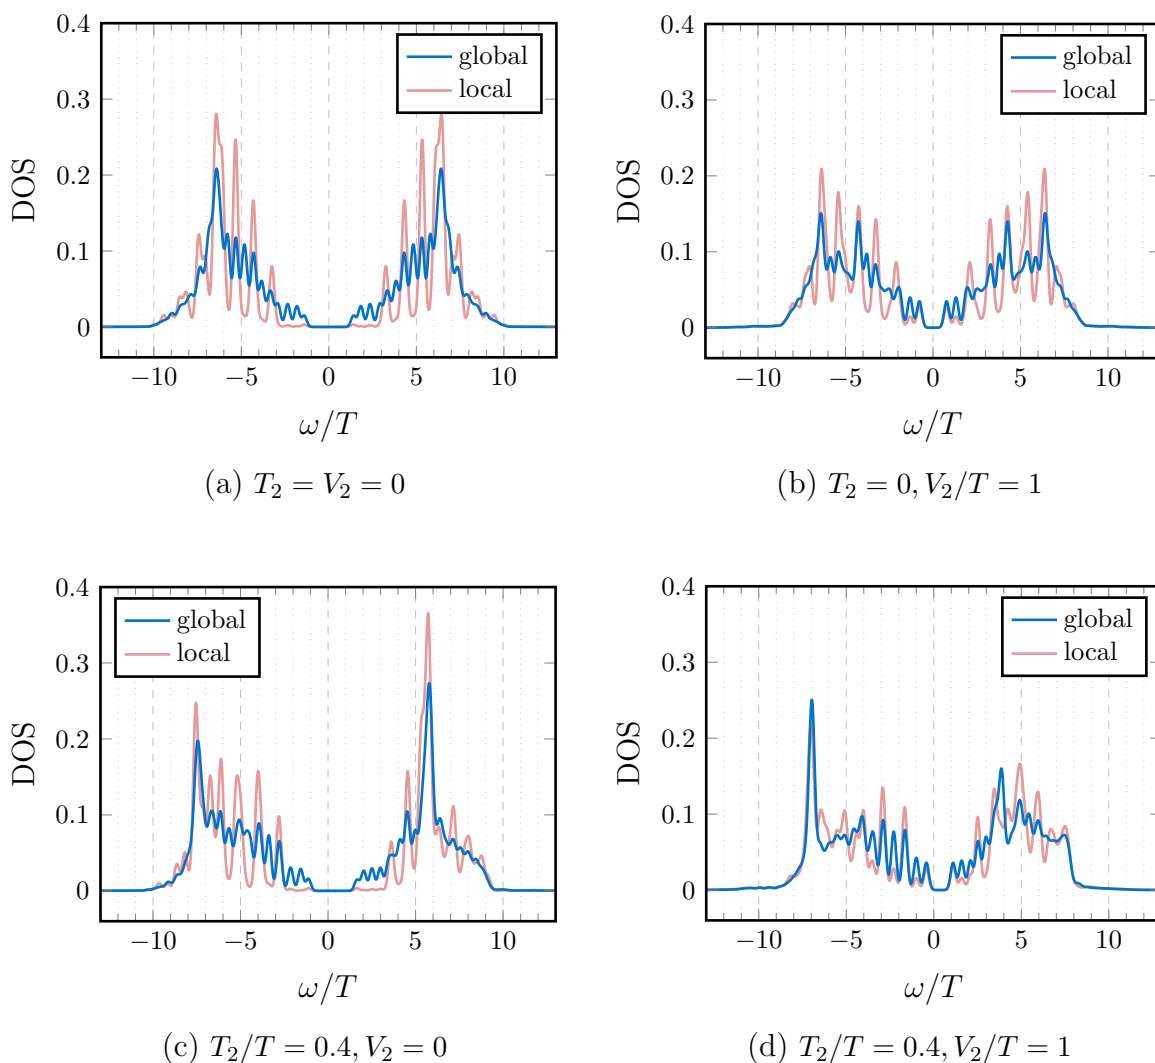 0.4
0.3
0.2
0.1
0
DOS
global
local
−10 −5 0 5 10
ω/T
(a) T₂ = V₂ = 0
0.4
0.3
0.2
0.1
0
DOS
global
local
−10 −5 0 5 10
ω/T
(b) T₂ = 0, V₂/T = 1
0.4
0.3
0.2
0.1
0
DOS
global
local
−10 −5 0 5 10
ω/T
(c) T₂/T = 0.4, V₂ = 0
0.4
0.3
0.2
0.1
0
DOS
global
local
−10 −5 0 5 10
ω/T
(d) T₂/T = 0.4, V₂/T = 1